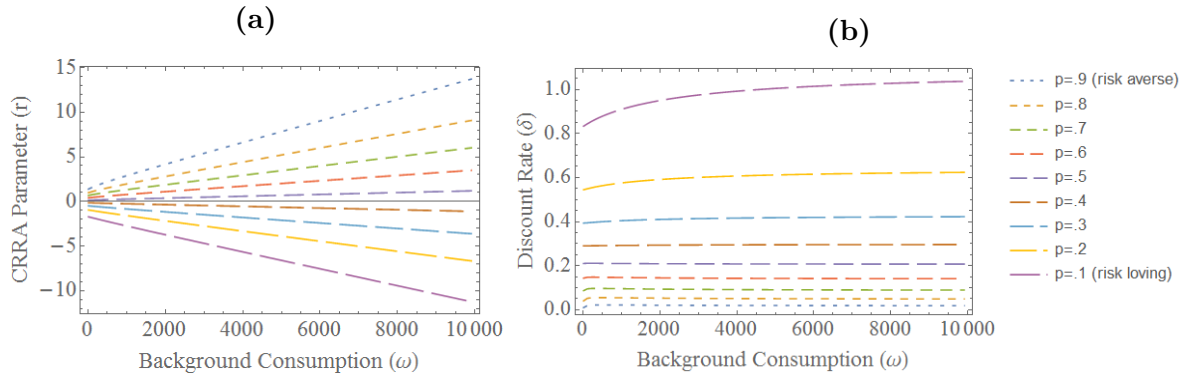 (a)
(b)
CRRA Parameter (r)
15
10
5
0
−5
−10
0
2000
4000
6000
8000
10 000
Background Consumption (ω)
Discount Rate (δ)
1.0
0.8
0.6
0.4
0.2
0.0
0
2000
4000
6000
8000
10 000
Background Consumption (ω)
p=.9 (risk averse)
p=.8
p=.7
p=.6
p=.5
p=.4
p=.3
p=.2
p=.1 (risk loving)